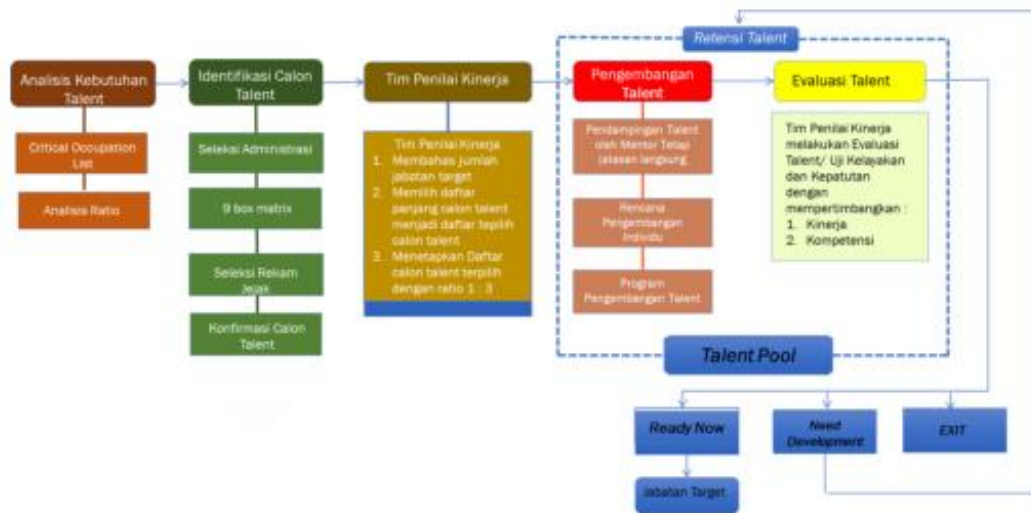 Retensi Talent
Analisis Kebutuhan
Talent
Identifikasi Calon
Talent
Tim Penilai Kinerja
Pengembangan
Talent
Evaluasi Talent
Critical Occupation
List
Analisis Ratio
Seleksi Administrasi
9 box matrix
Seleksi Rekam
Jejak
Konfirmasi Calon
Talent
Tim Penilai Kinerja
1. Membahas jumlah
jabatan target
2. Memilih daftar
panjang calon talent
menjadi daftar tepilih
calon talent
3. Menetapkan Daftar
calon talent terpilih
dengan ratio 1 : 3
Pendampingan Talent
oleh Mentor Tetapi
langsung
Rencana
Pengembangan
Individu
Program
Pengembangan Talent
Tim Penilai Kinerja
melakukan Evaluasi
Talent/ Uji Kelayakan
dan Kepatutan
dengan
mempertimbangkan :
1. Kinerja
2. Kompetensi
Talent Pool
Ready Now
Need
Development
EXIT
Jabatan Target